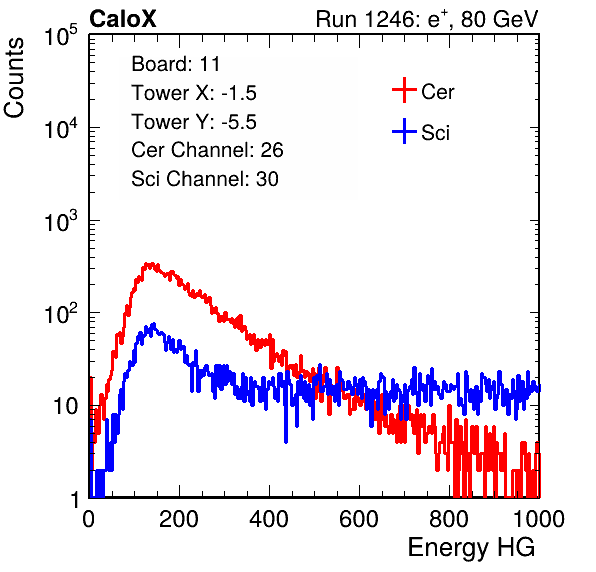 CaloX Run 1246: e⁺, 80 GeV
Counts
10⁵
10⁴
10³
10²
10
1
Board: 11
Tower X: -1.5
Tower Y: -5.5
Cer Channel: 26
Sci Channel: 30
Cer
Sci
0 200 400 600 800 1000
Energy HG